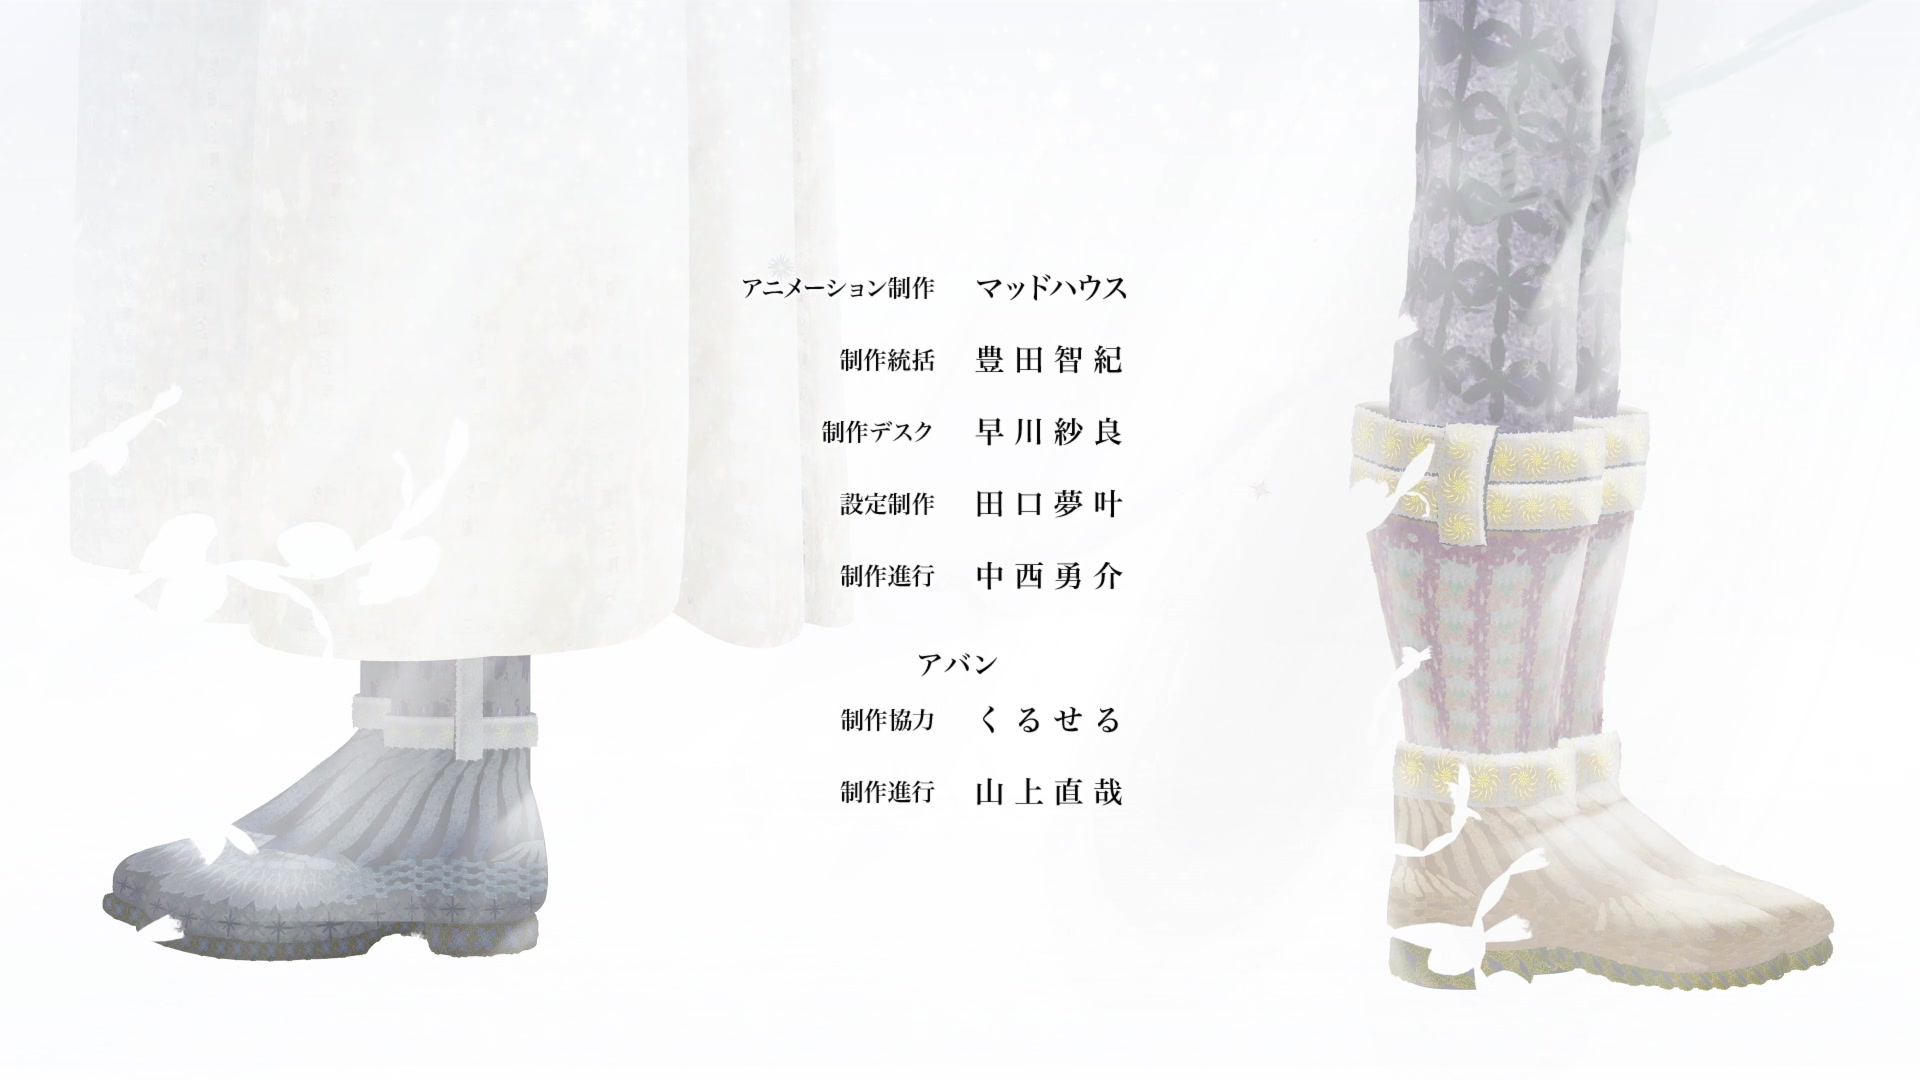 アニメーション制作 マッドハウス
制作統括 豊田智紀
制作デスク 早川紗良
設定制作 田口夢叶
制作進行 中西勇介
アバン
制作協力 くるせる
制作進行 山上直哉